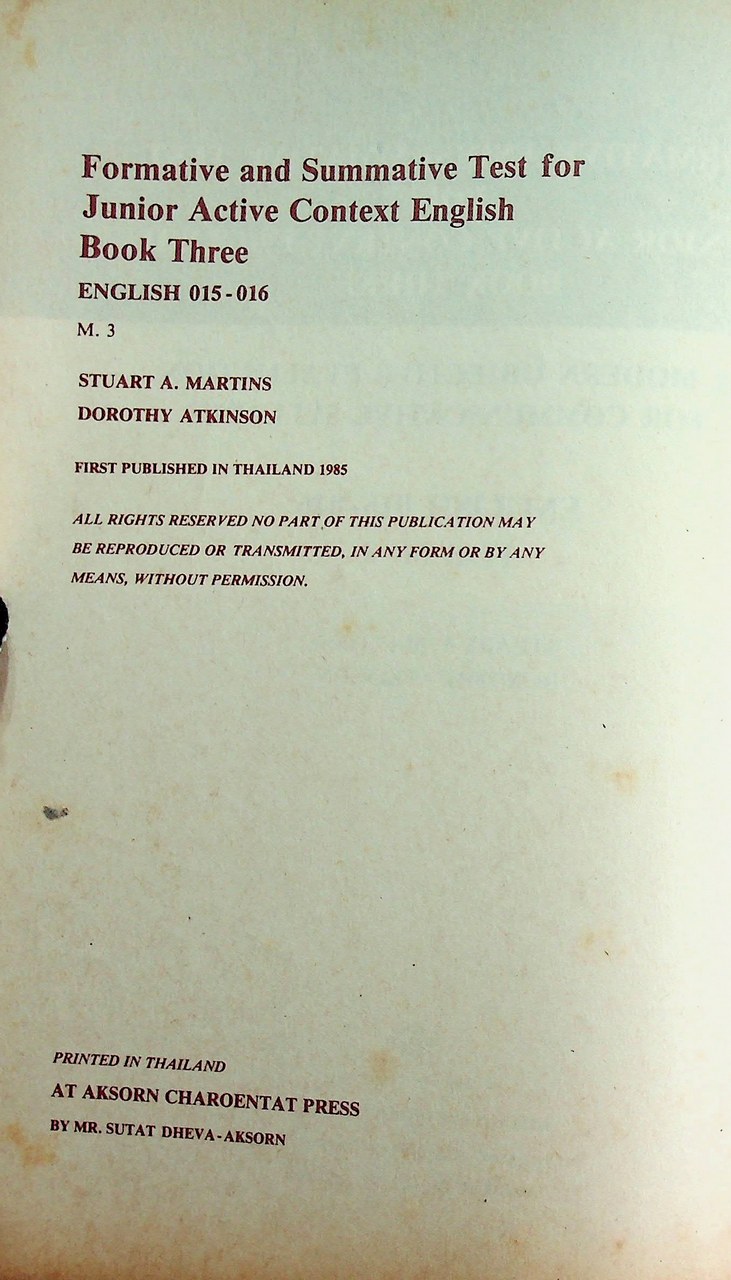 Formative and Summative Test for
Junior Active Context English
Book Three
ENGLISH 015-016
M. 3
STUART A. MARTINS
DOROTHY ATKINSON
FIRST PUBLISHED IN THAILAND 1985
ALL RIGHTS RESERVED NO PART OF THIS PUBLICATION MAY
BE REPRODUCED OR TRANSMITTED, IN ANY FORM OR BY ANY
MEANS, WITHOUT PERMISSION.
PRINTED IN THAILAND
AT AKSORN CHAROENTAT PRESS
BY MR. SUTAT DHEVA-AKSORN